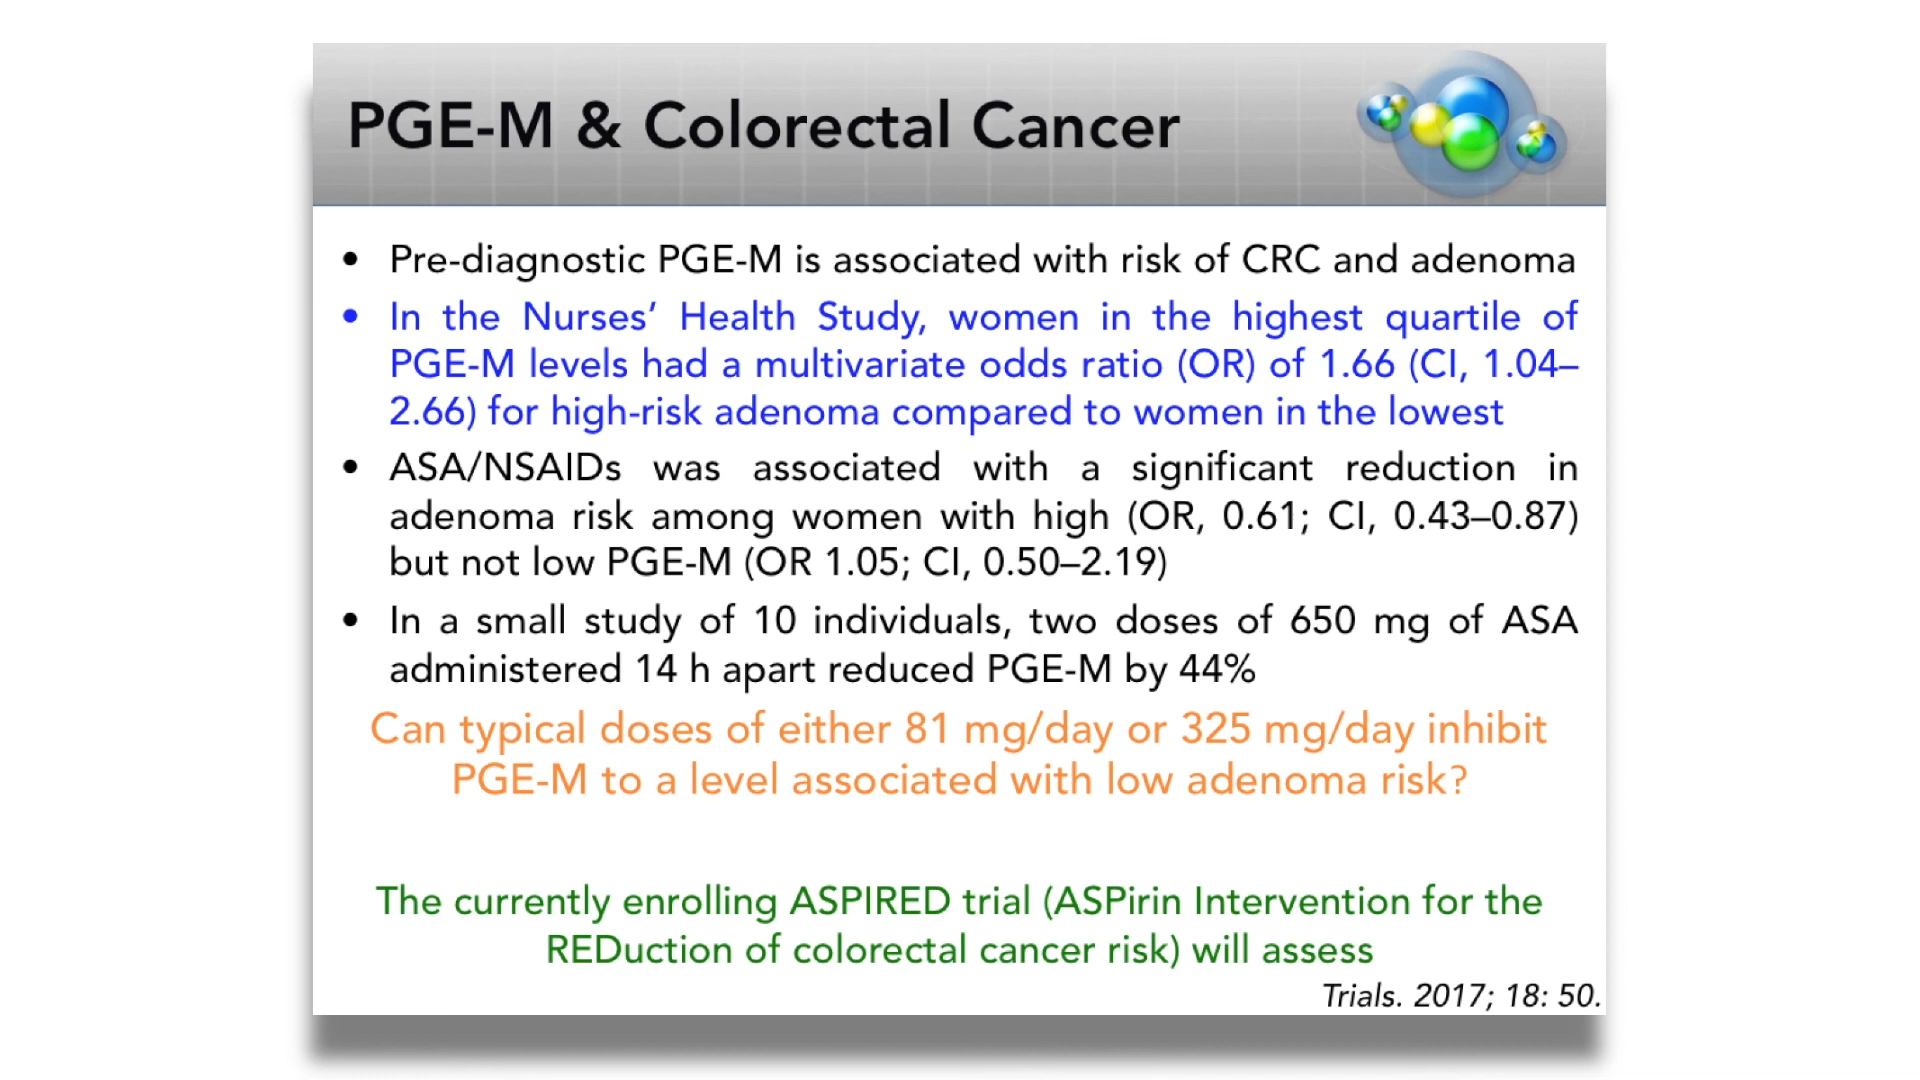 PGE-M & Colorectal Cancer
• Pre-diagnostic PGE-M is associated with risk of CRC and adenoma
• In the Nurses’ Health Study, women in the highest quartile of
PGE-M levels had a multivariate odds ratio (OR) of 1.66 (CI, 1.04–
2.66) for high-risk adenoma compared to women in the lowest
• ASA/NSAIDs was associated with a significant reduction in
adenoma risk among women with high (OR, 0.61; CI, 0.43–0.87)
but not low PGE-M (OR 1.05; CI, 0.50–2.19)
• In a small study of 10 individuals, two doses of 650 mg of ASA
administered 14 h apart reduced PGE-M by 44%
Can typical doses of either 81 mg/day or 325 mg/day inhibit
PGE-M to a level associated with low adenoma risk?
The currently enrolling ASPIRED trial (ASPirin Intervention for the
REDuction of colorectal cancer risk) will assess
Trials. 2017; 18: 50.